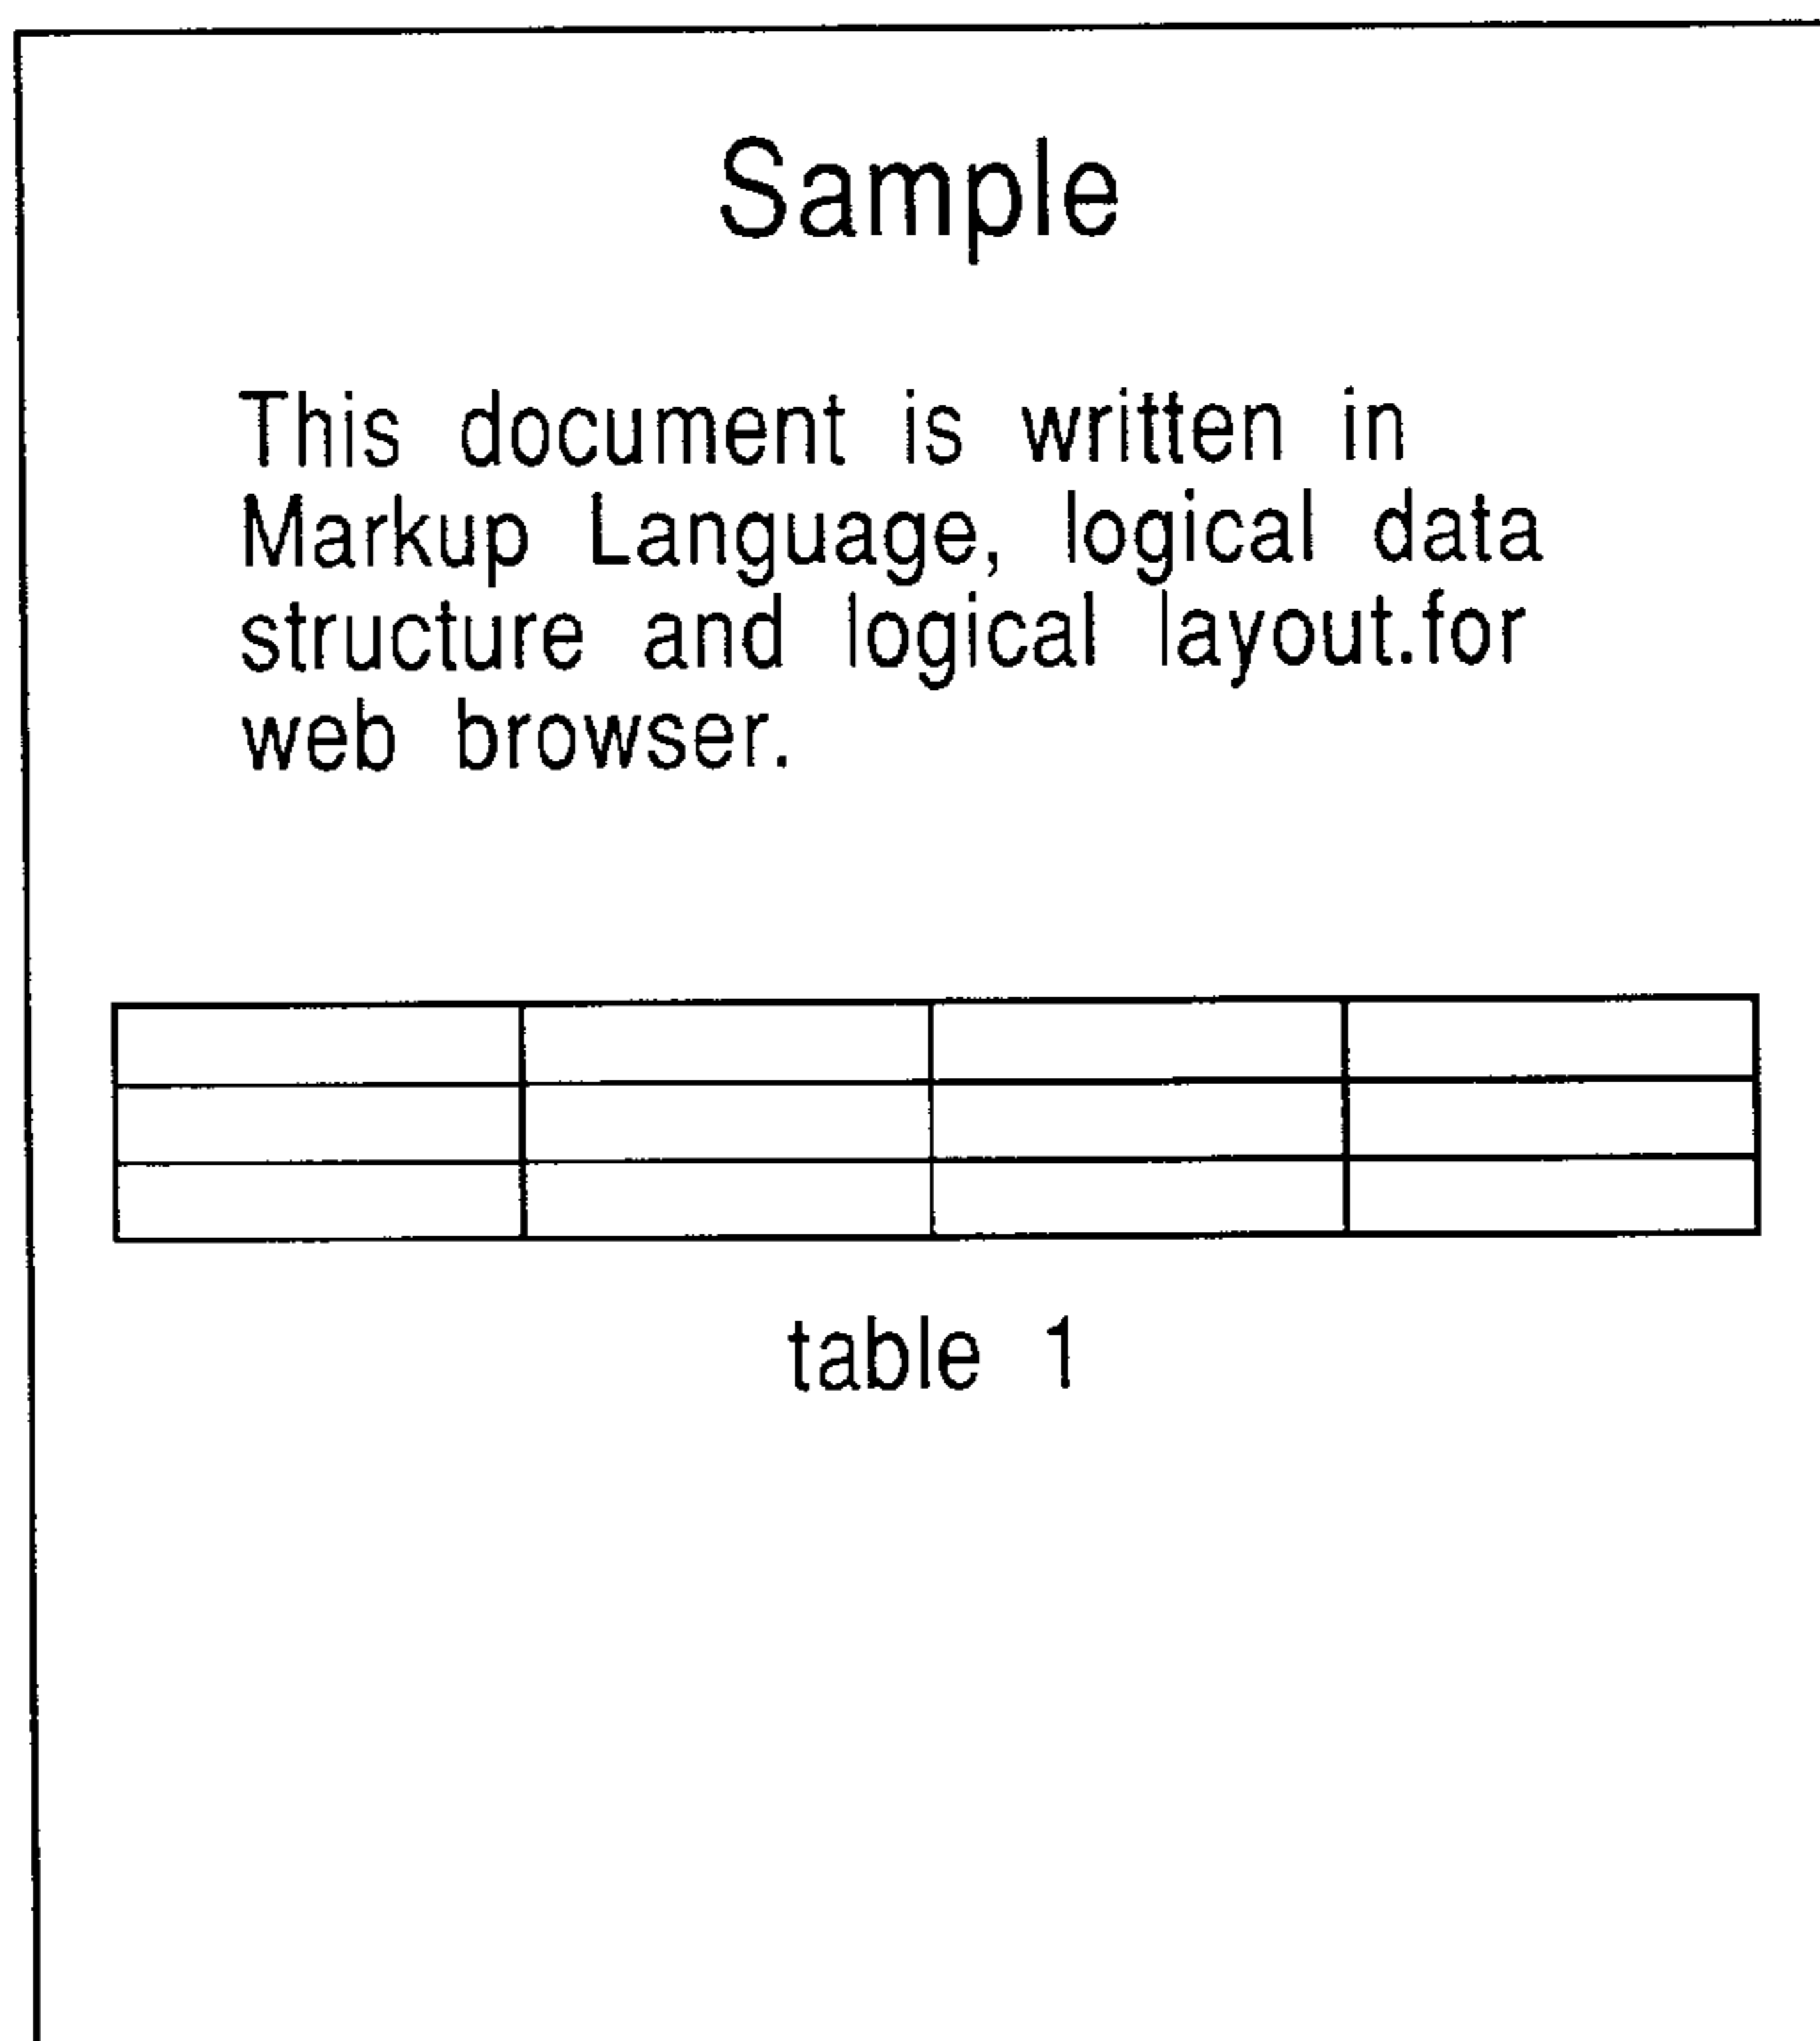 Sample
This document is written in
Markup Language, logical data
structure and logical layout.for
web browser.
table 1